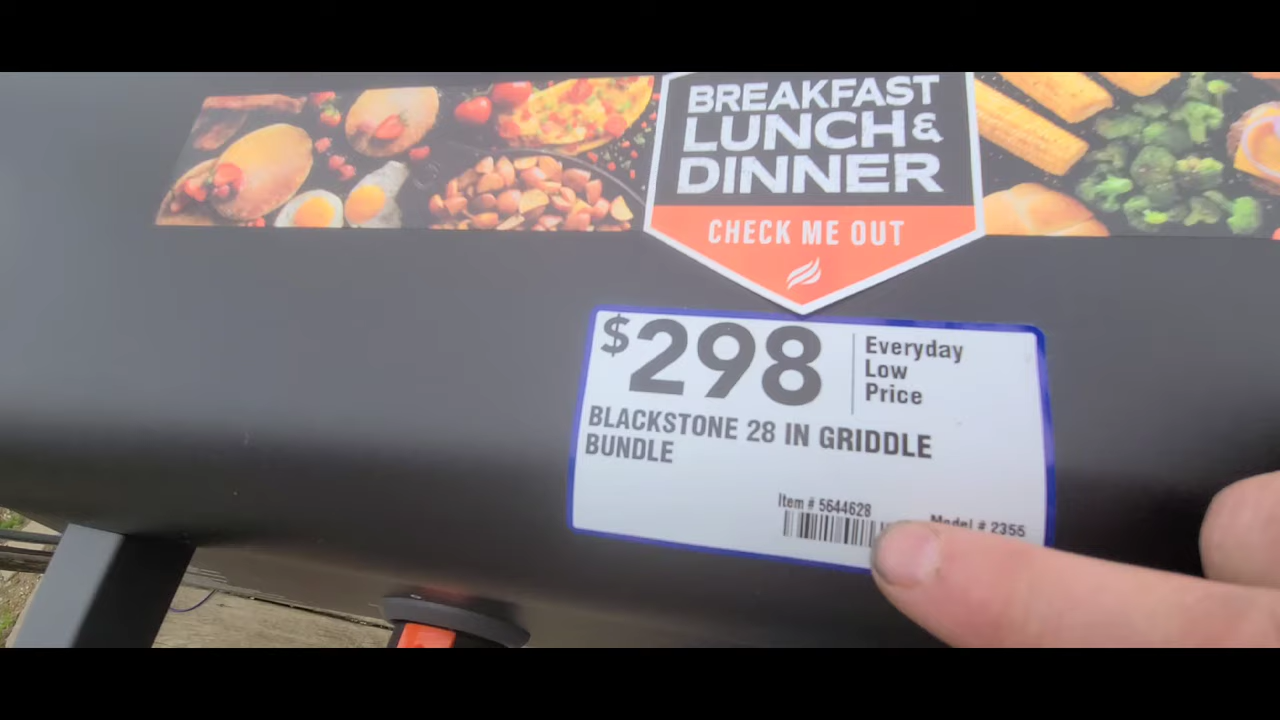 BREAKFAST
LUNCH &
DINNER
CHECK ME OUT
$298
Everyday
Low
Price
BLACKSTONE 28 IN GRIDDLE
BUNDLE
Item # 5644628
Model # 2355